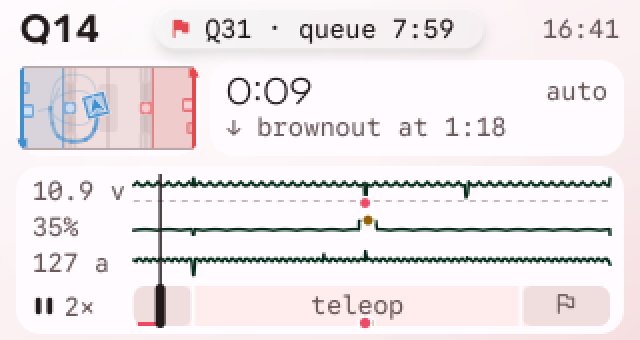 Q14 Q31 · queue 7:59 16:41
0:09 auto
↓ brownout at 1:18
10.9 v
35%
127 a
2× teleop